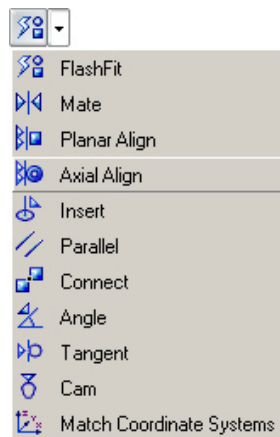 FlashFit
Mate
Planar Align
Axial Align
Insert
Parallel
Connect
Angle
Tangent
Cam
Match Coordinate Systems